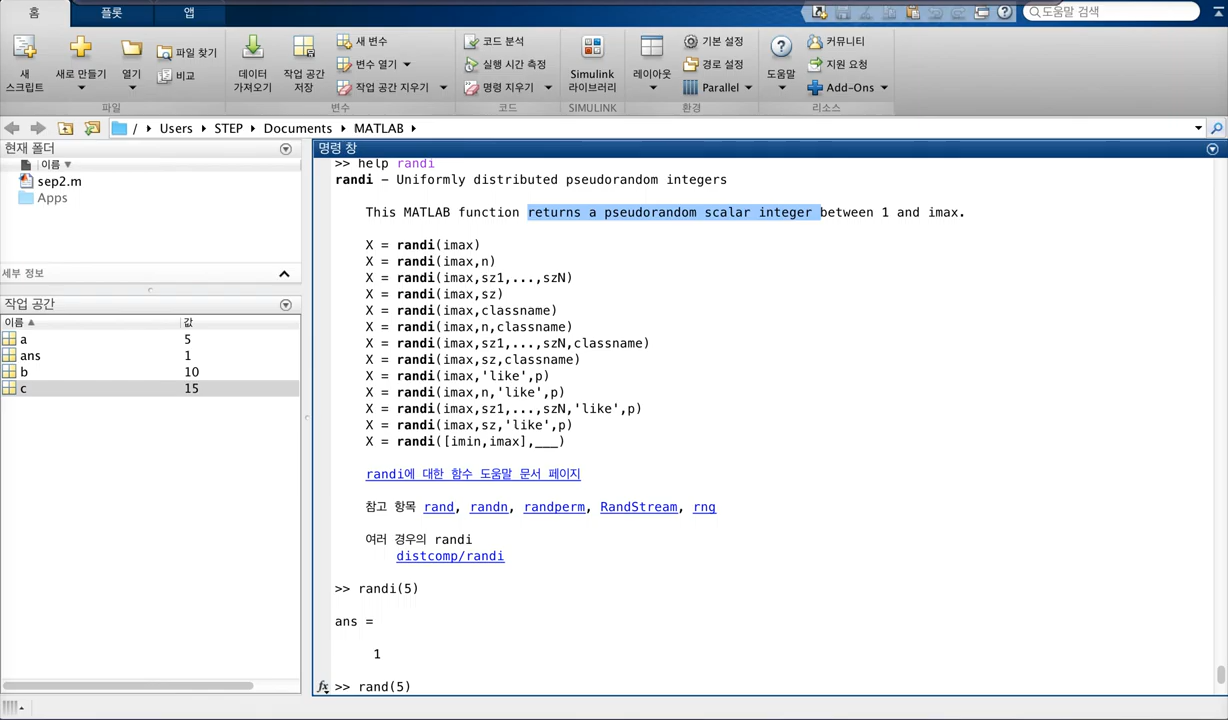 홈 플롯 앱
도움말 검색
새 스크립트
새로 만들기
열기
파일 찾기
비교
데이터 가져오기
작업 공간 저장
새 변수
변수 열기
작업 공간 지우기
코드 분석
실행 시간 측정
명령 지우기
Simulink 라이브러리
레이아웃
기본 설정
경로 설정
Parallel
도움말
커뮤니티
지원 요청
Add-Ons
파일 변수 코드 SIMULINK 환경 리소스
/ Users STEP Documents MATLAB
현재 폴더
이름
sep2.m
Apps
세부 정보
작업 공간
이름 값
a 5
ans 1
b 10
c 15
명령 창
>> help randi
randi - Uniformly distributed pseudorandom integers
This MATLAB function returns a pseudorandom scalar integer between 1 and imax.
X = randi(imax)
X = randi(imax,n)
X = randi(imax,sz1,...,szN)
X = randi(imax,sz)
X = randi(imax,classname)
X = randi(imax,n,classname)
X = randi(imax,sz1,...,szN,classname)
X = randi(imax,sz,classname)
X = randi(imax,'like',p)
X = randi(imax,n,'like',p)
X = randi(imax,sz1,...,szN,'like',p)
X = randi(imax,sz,'like',p)
X = randi([imin,imax],___)
randi에 대한 함수 도움말 문서 페이지
참고 항목 rand, randn, randperm, RandStream, rng
여러 경우의 randi
distcomp/randi
>> randi(5)
ans =
1
fx >> rand(5)